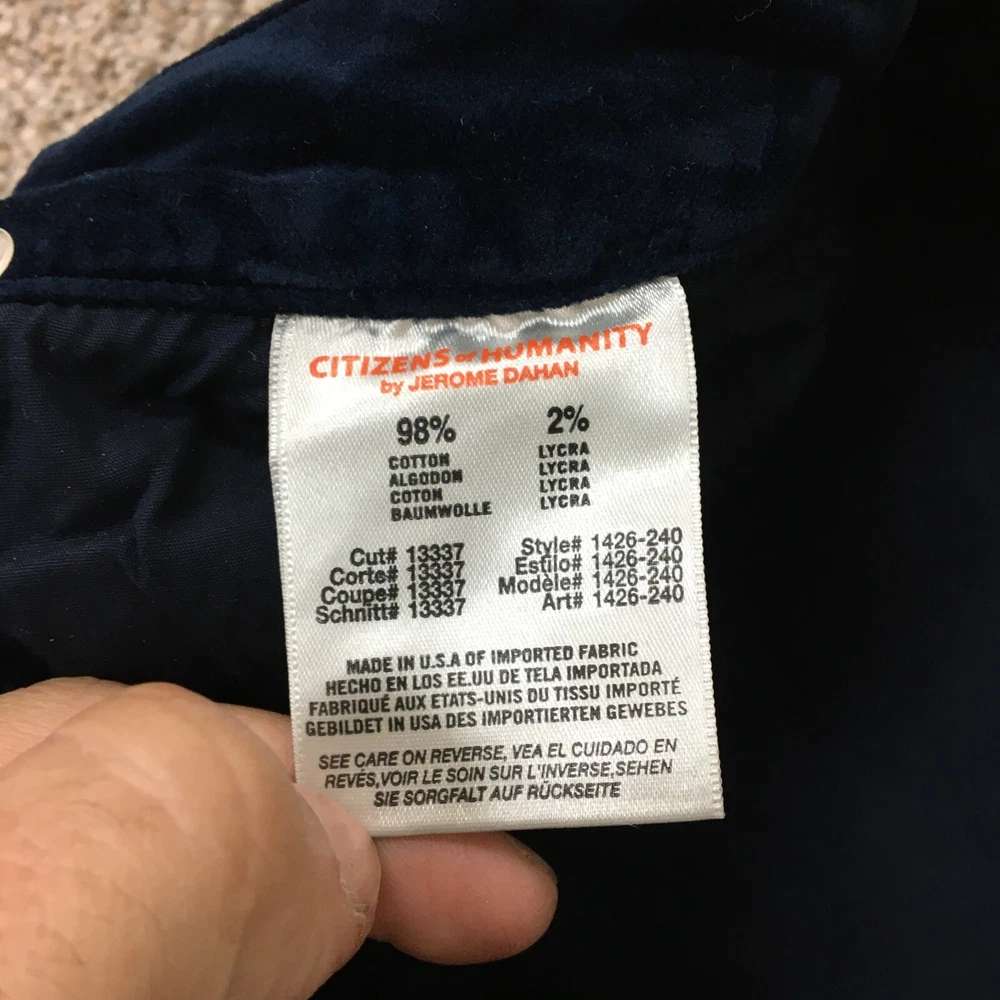 CITIZENS of HUMANITY
by JEROME DAHAN
98% 2%
COTTON LYCRA
ALGODON LYCRA
COTON LYCRA
BAUMWOLLE LYCRA
Cut# 13337 Style# 1426-240
Corte# 13337 Estilo# 1426-240
Coupe# 13337 Modèle# 1426-240
Schnitt# 13337 Art# 1426-240
MADE IN U.S.A OF IMPORTED FABRIC
HECHO EN LOS EE.UU DE TELA IMPORTADA
FABRIQUÉ AUX ETATS-UNIS DU TISSU IMPORTÉ
GEBILDET IN USA DES IMPORTIERTEN GEWEBES
SEE CARE ON REVERSE, VEA EL CUIDADO EN
REVÉS,VOIR LE SOIN SUR L'INVERSE,SEHEN
SIE SORGFALT AUF RÜCKSEITE